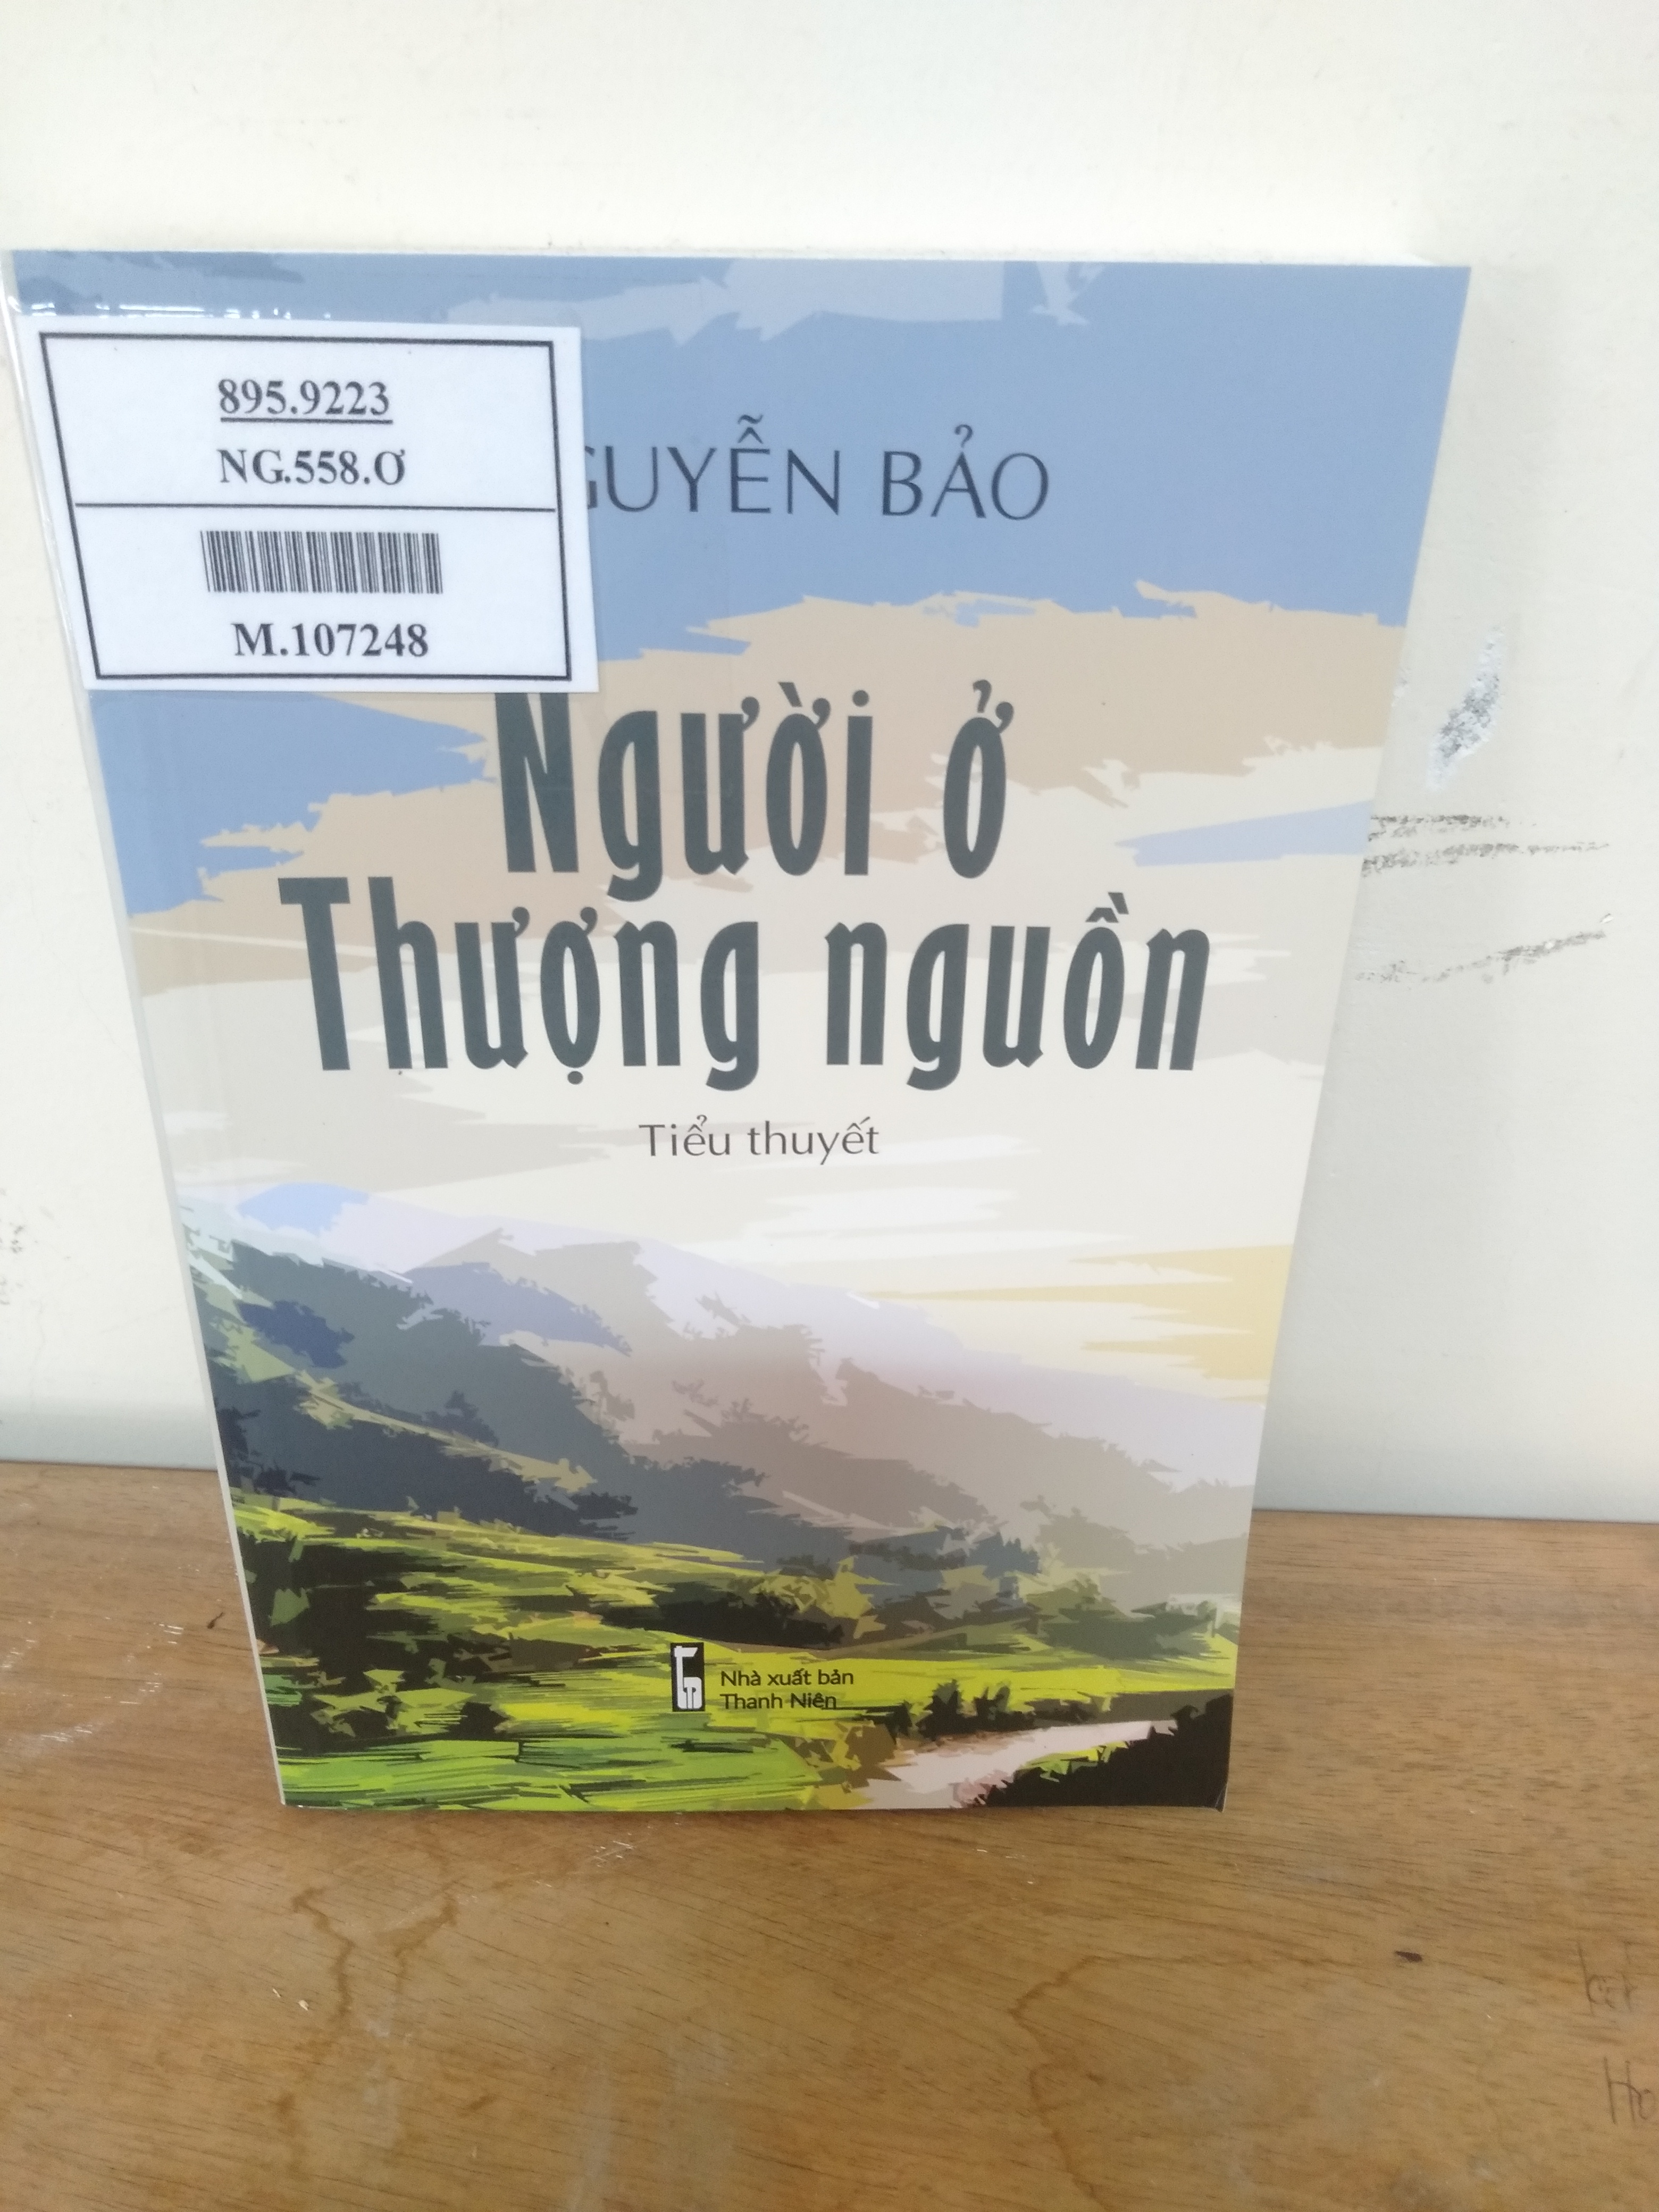 895.9223
NG.558.Ơ
M.107248
GUYỄN BẢO
Người ở
Thượng nguồn
Tiểu thuyết
Nhà xuất bản
Thanh Niên